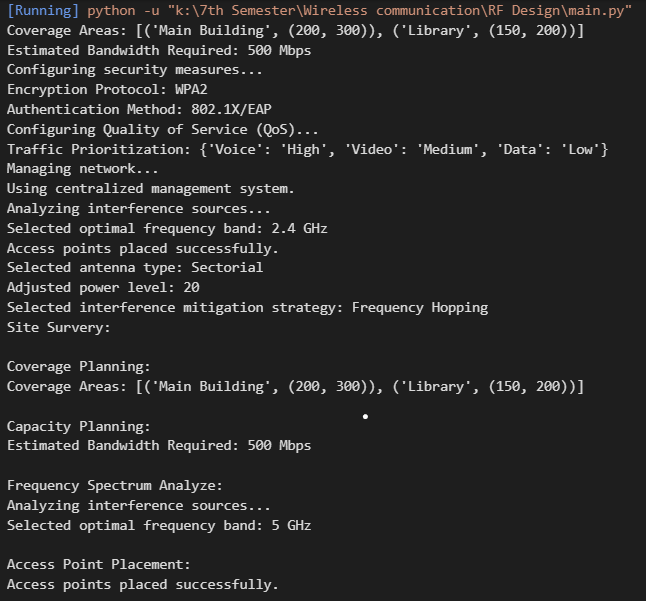 [Running] python -u "k:\7th Semester\Wireless communication\RF Design\main.py"
Coverage Areas: [('Main Building', (200, 300)), ('Library', (150, 200))]
Estimated Bandwidth Required: 500 Mbps
Configuring security measures...
Encryption Protocol: WPA2
Authentication Method: 802.1X/EAP
Configuring Quality of Service (QoS)...
Traffic Prioritization: {'Voice': 'High', 'Video': 'Medium', 'Data': 'Low'}
Managing network...
Using centralized management system.
Analyzing interference sources...
Selected optimal frequency band: 2.4 GHz
Access points placed successfully.
Selected antenna type: Sectorial
Adjusted power level: 20
Selected interference mitigation strategy: Frequency Hopping
Site Survery:
Coverage Planning:
Coverage Areas: [('Main Building', (200, 300)), ('Library', (150, 200))]
Capacity Planning:
Estimated Bandwidth Required: 500 Mbps
Frequency Spectrum Analyze:
Analyzing interference sources...
Selected optimal frequency band: 5 GHz
Access Point Placement:
Access points placed successfully.